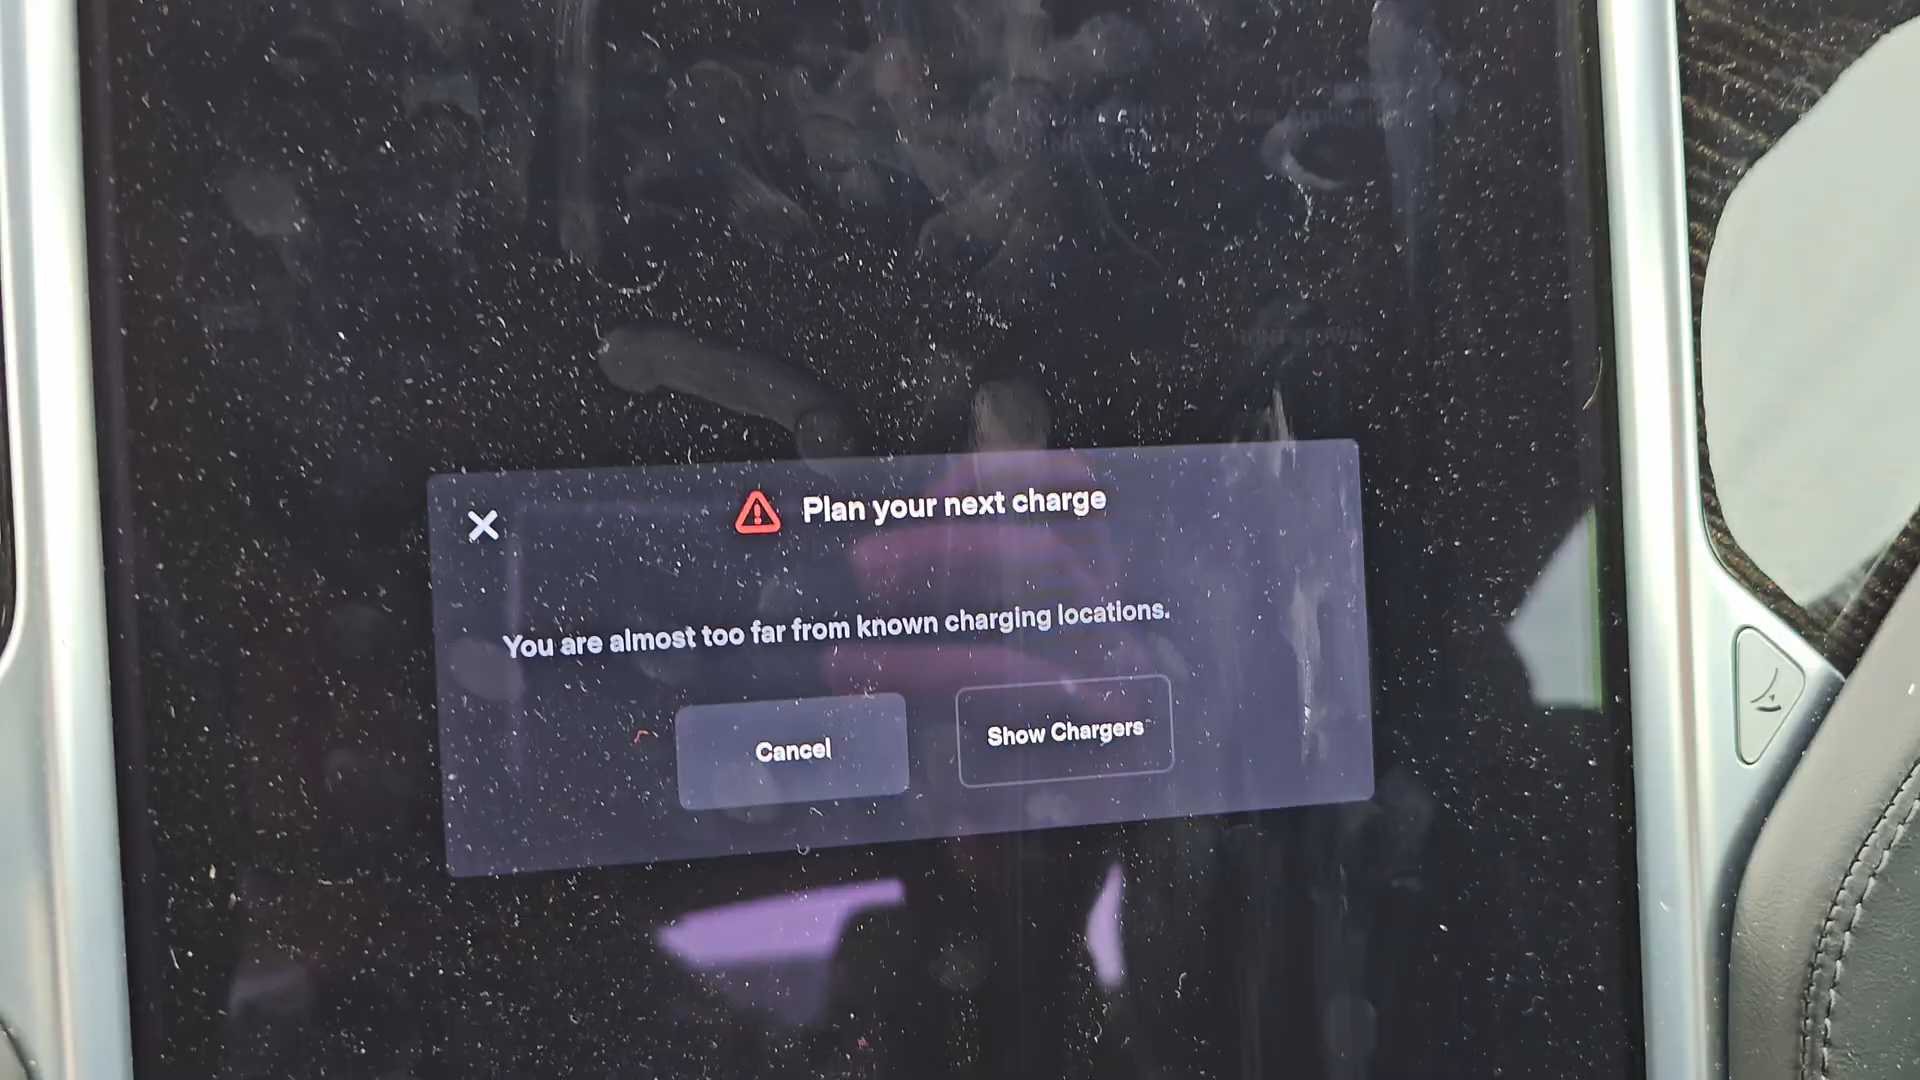 Plan your next charge
You are almost too far from known charging locations.
Cancel
Show Chargers